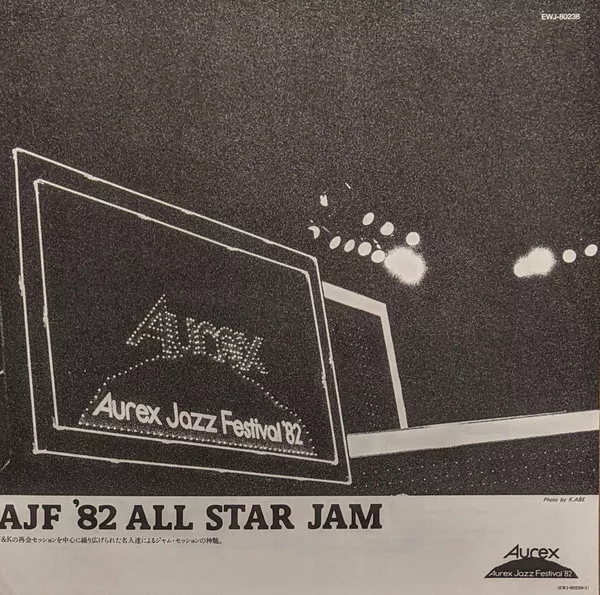 EWJ-80238
Aurex
Aurex Jazz Festival '82
Photo by K.ABE
AJF '82 ALL STAR JAM
&Kの再会セッションを中心に繰り広げられた名人達によるジャム・セッションの神髄。
Aurex
Aurex Jazz Festival '82